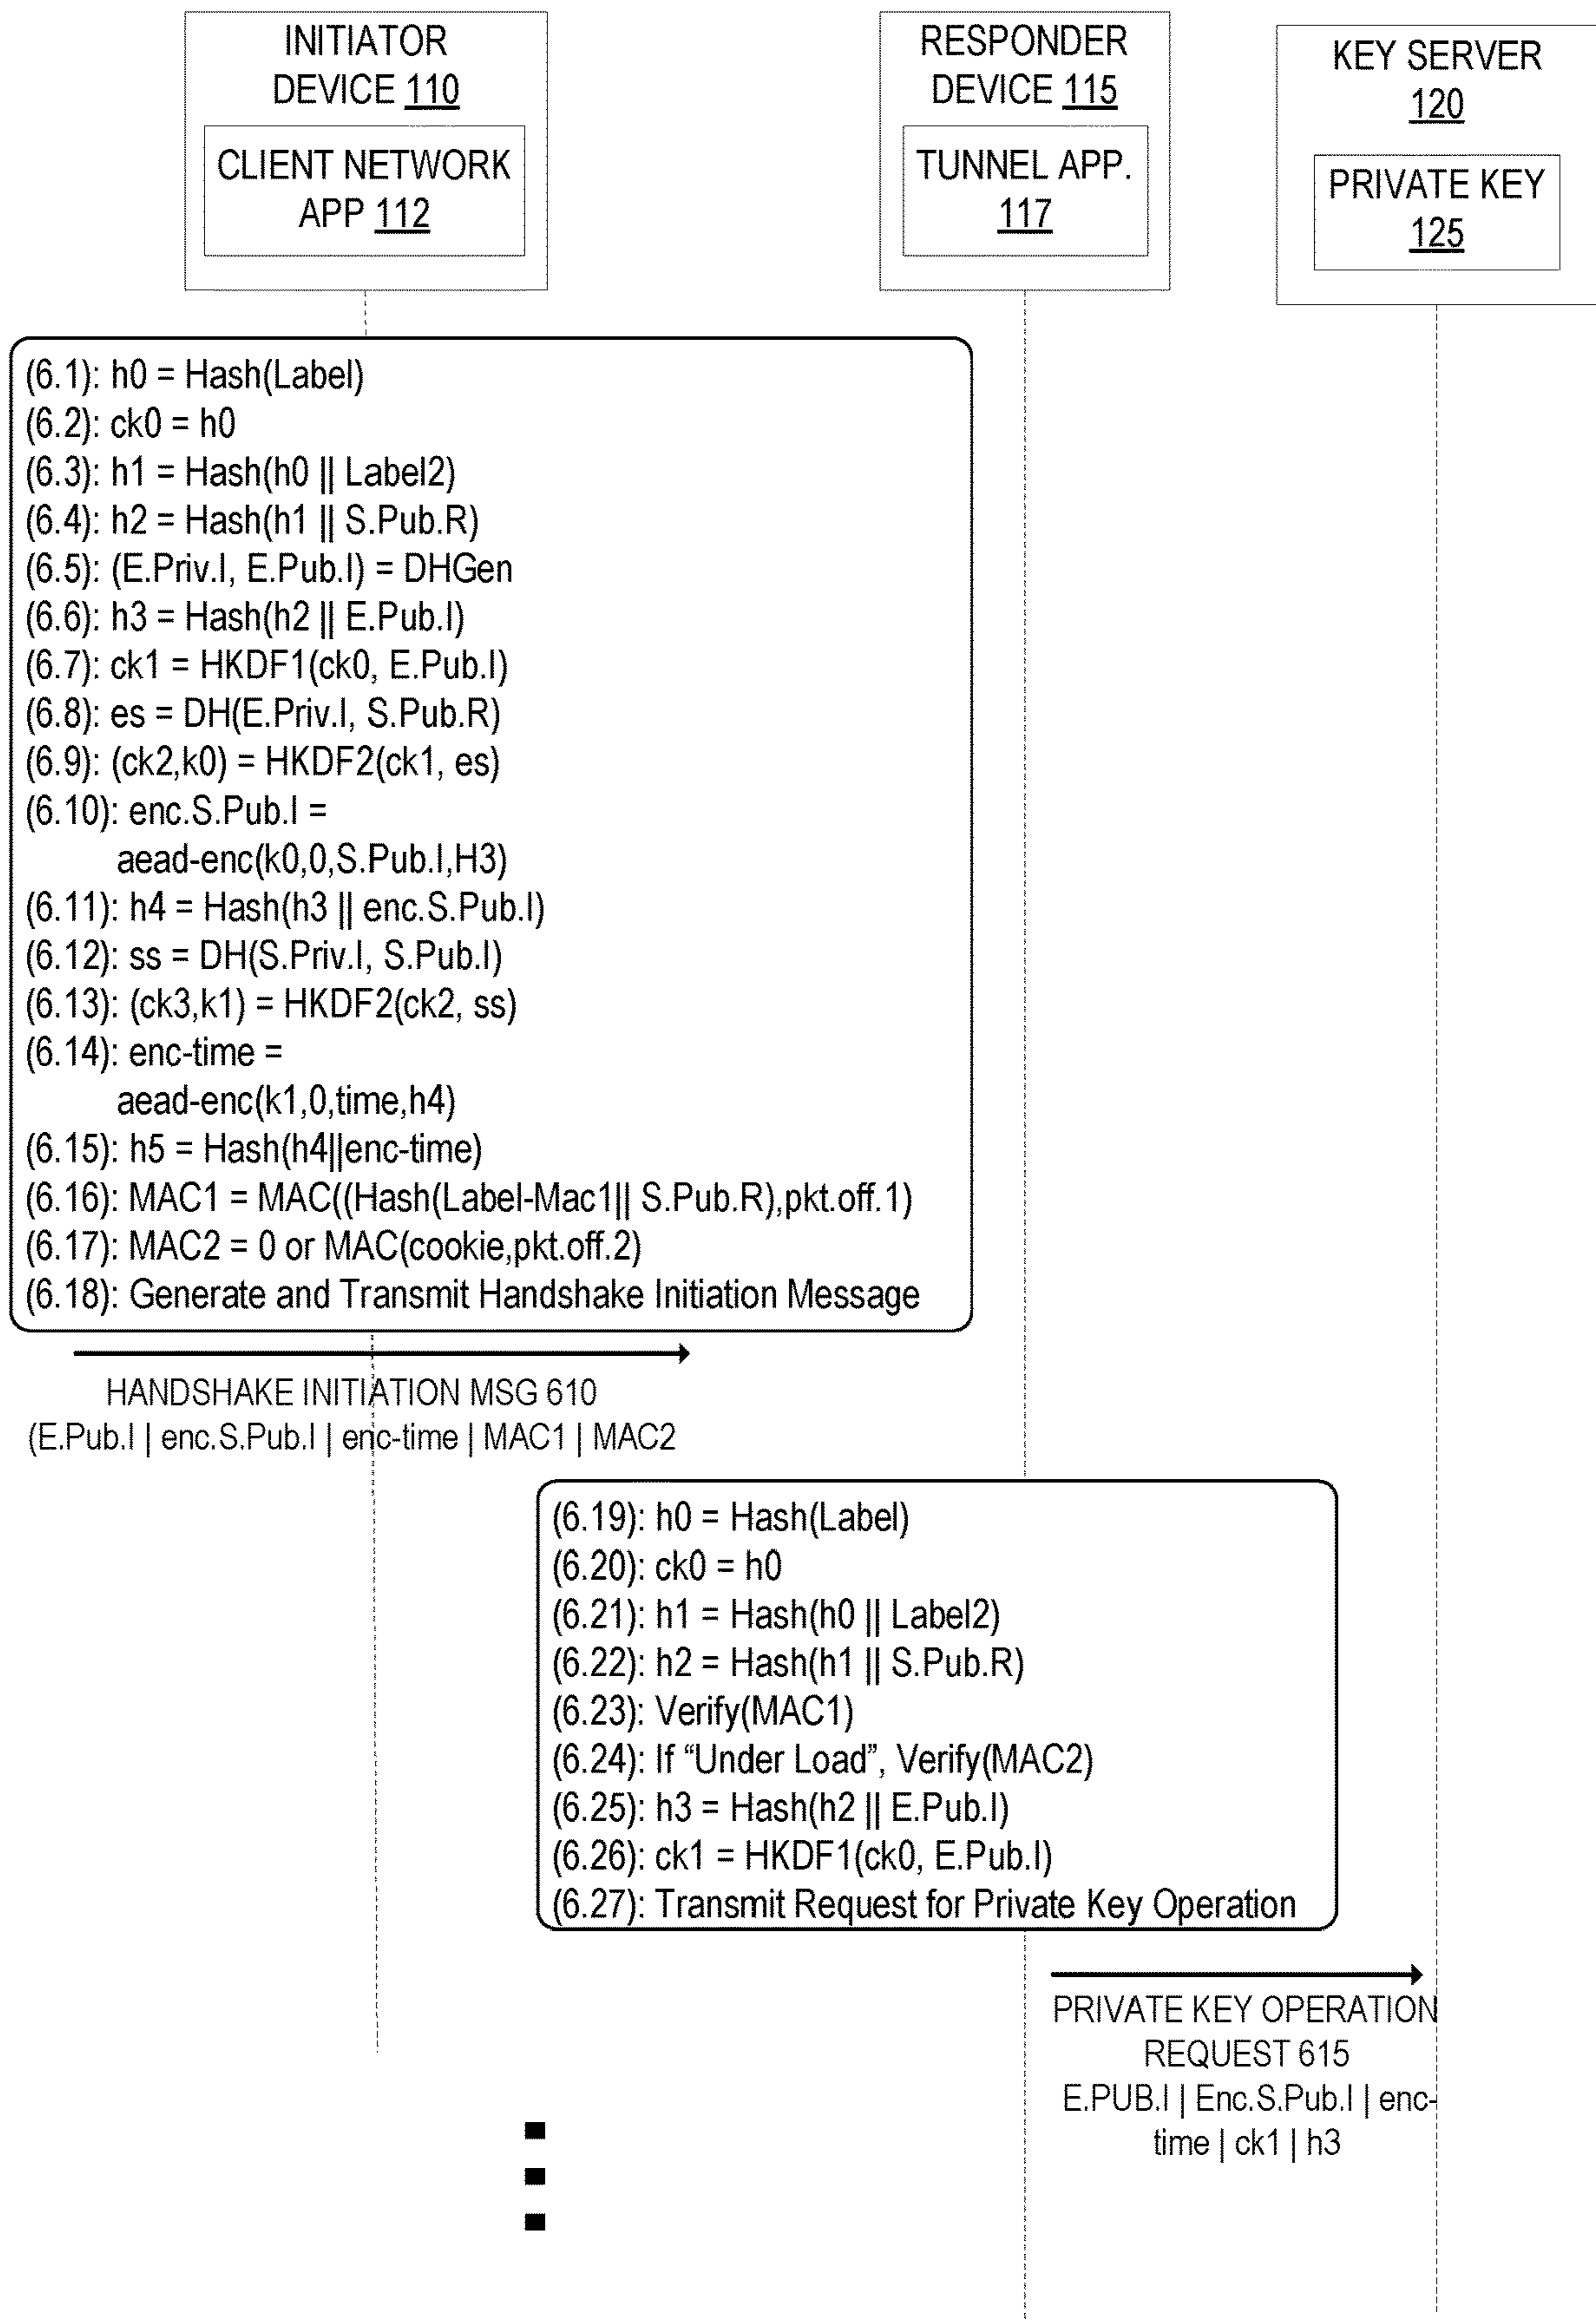 INITIATOR
DEVICE 110
CLIENT NETWORK
APP 112
RESPONDER
DEVICE 115
TUNNEL APP.
117
KEY SERVER
120
PRIVATE KEY
125
(6.1): h0 = Hash(Label)
(6.2): ck0 = h0
(6.3): h1 = Hash(h0 || Label2)
(6.4): h2 = Hash(h1 || S.Pub.R)
(6.5): (E.Priv.I, E.Pub.I) = DHGen
(6.6): h3 = Hash(h2 || E.Pub.I)
(6.7): ck1 = HKDF1(ck0, E.Pub.I)
(6.8): es = DH(E.Priv.I, S.Pub.R)
(6.9): (ck2,k0) = HKDF2(ck1, es)
(6.10): enc.S.Pub.I =
aead-enc(k0,0,S.Pub.I,H3)
(6.11): h4 = Hash(h3 || enc.S.Pub.I)
(6.12): ss = DH(S.Priv.I, S.Pub.I)
(6.13): (ck3,k1) = HKDF2(ck2, ss)
(6.14): enc-time =
aead-enc(k1,0,time,h4)
(6.15): h5 = Hash(h4||enc-time)
(6.16): MAC1 = MAC((Hash(Label-Mac1|| S.Pub.R),pkt.off.1)
(6.17): MAC2 = 0 or MAC(cookie,pkt.off.2)
(6.18): Generate and Transmit Handshake Initiation Message
HANDSHAKE INITIATION MSG 610
(E.Pub.I | enc.S.Pub.I | enc-time | MAC1 | MAC2
(6.19): h0 = Hash(Label)
(6.20): ck0 = h0
(6.21): h1 = Hash(h0 || Label2)
(6.22): h2 = Hash(h1 || S.Pub.R)
(6.23): Verify(MAC1)
(6.24): If “Under Load”, Verify(MAC2)
(6.25): h3 = Hash(h2 || E.Pub.I)
(6.26): ck1 = HKDF1(ck0, E.Pub.I)
(6.27): Transmit Request for Private Key Operation
PRIVATE KEY OPERATION
REQUEST 615
E.PUB.I | Enc.S.Pub.I | enc-
time | ck1 | h3